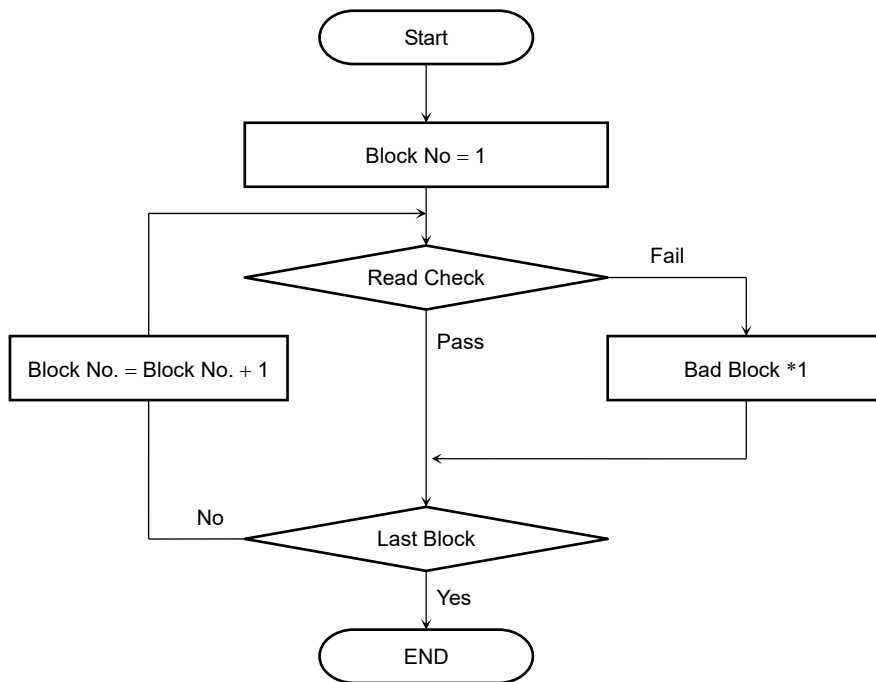 Start
Block No = 1
Read Check
Fail
Pass
Block No. = Block No. + 1
Bad Block *1
No
Last Block
Yes
END